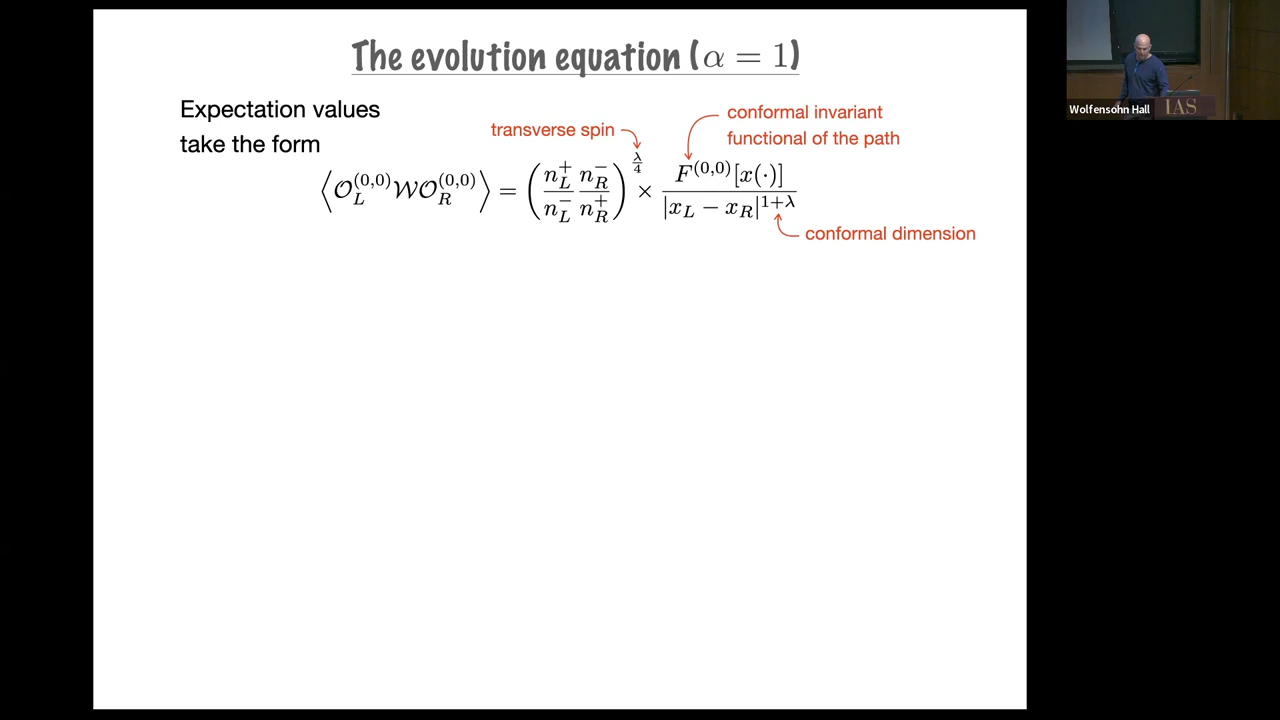 The evolution equation (α = 1)
Expectation values
take the form
transverse spin
conformal invariant
functional of the path
⟨O_L^{(0,0)} W O_R^{(0,0)}⟩ = (n_L^+ / n_L^- n_R^- / n_R^+)^{λ/4} × F^{(0,0)}[x(·)] / |x_L − x_R|^{1+λ}
conformal dimension
Wolfensohn Hall
IAS